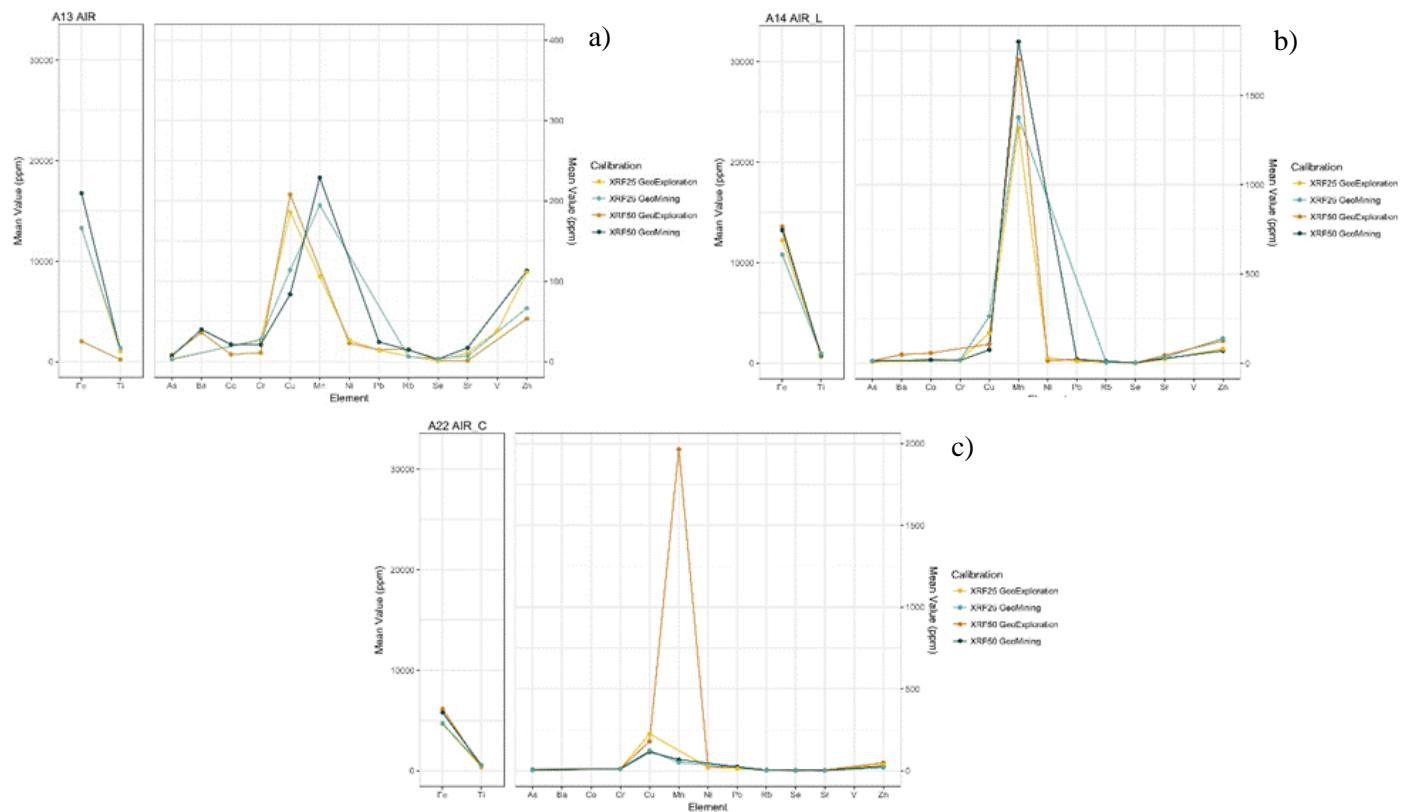 A13 AIR
a)
30000
20000
10000
0
400
300
200
100
0
Mean Value (ppm)
Mean Value (ppm)
Fe Ti
As Ba Co Cr Cu Mn Ni Pb Rb Se Sr V Zn
Element
Calibration
XRF25 GeoExploration
XRF25 GeoMining
XRF50 GeoExploration
XRF50 GeoMining
A14 AIR_L
b)
30000
20000
10000
0
1500
1000
500
0
Mean Value (ppm)
Mean Value (ppm)
Fe Ti
As Ba Co Cr Cu Mn Ni Pb Rb Se Sr V Zn
Element
Calibration
XRF25 GeoExploration
XRF25 GeoMining
XRF50 GeoExploration
XRF50 GeoMining
A22 AIR_C
c)
30000
20000
10000
0
2000
1500
1000
500
0
Mean Value (ppm)
Mean Value (ppm)
Fe Ti
As Ba Co Cr Cu Mn Ni Pb Rb Se Sr V Zn
Element
Calibration
XRF25 GeoExploration
XRF25 GeoMining
XRF50 GeoExploration
XRF50 GeoMining